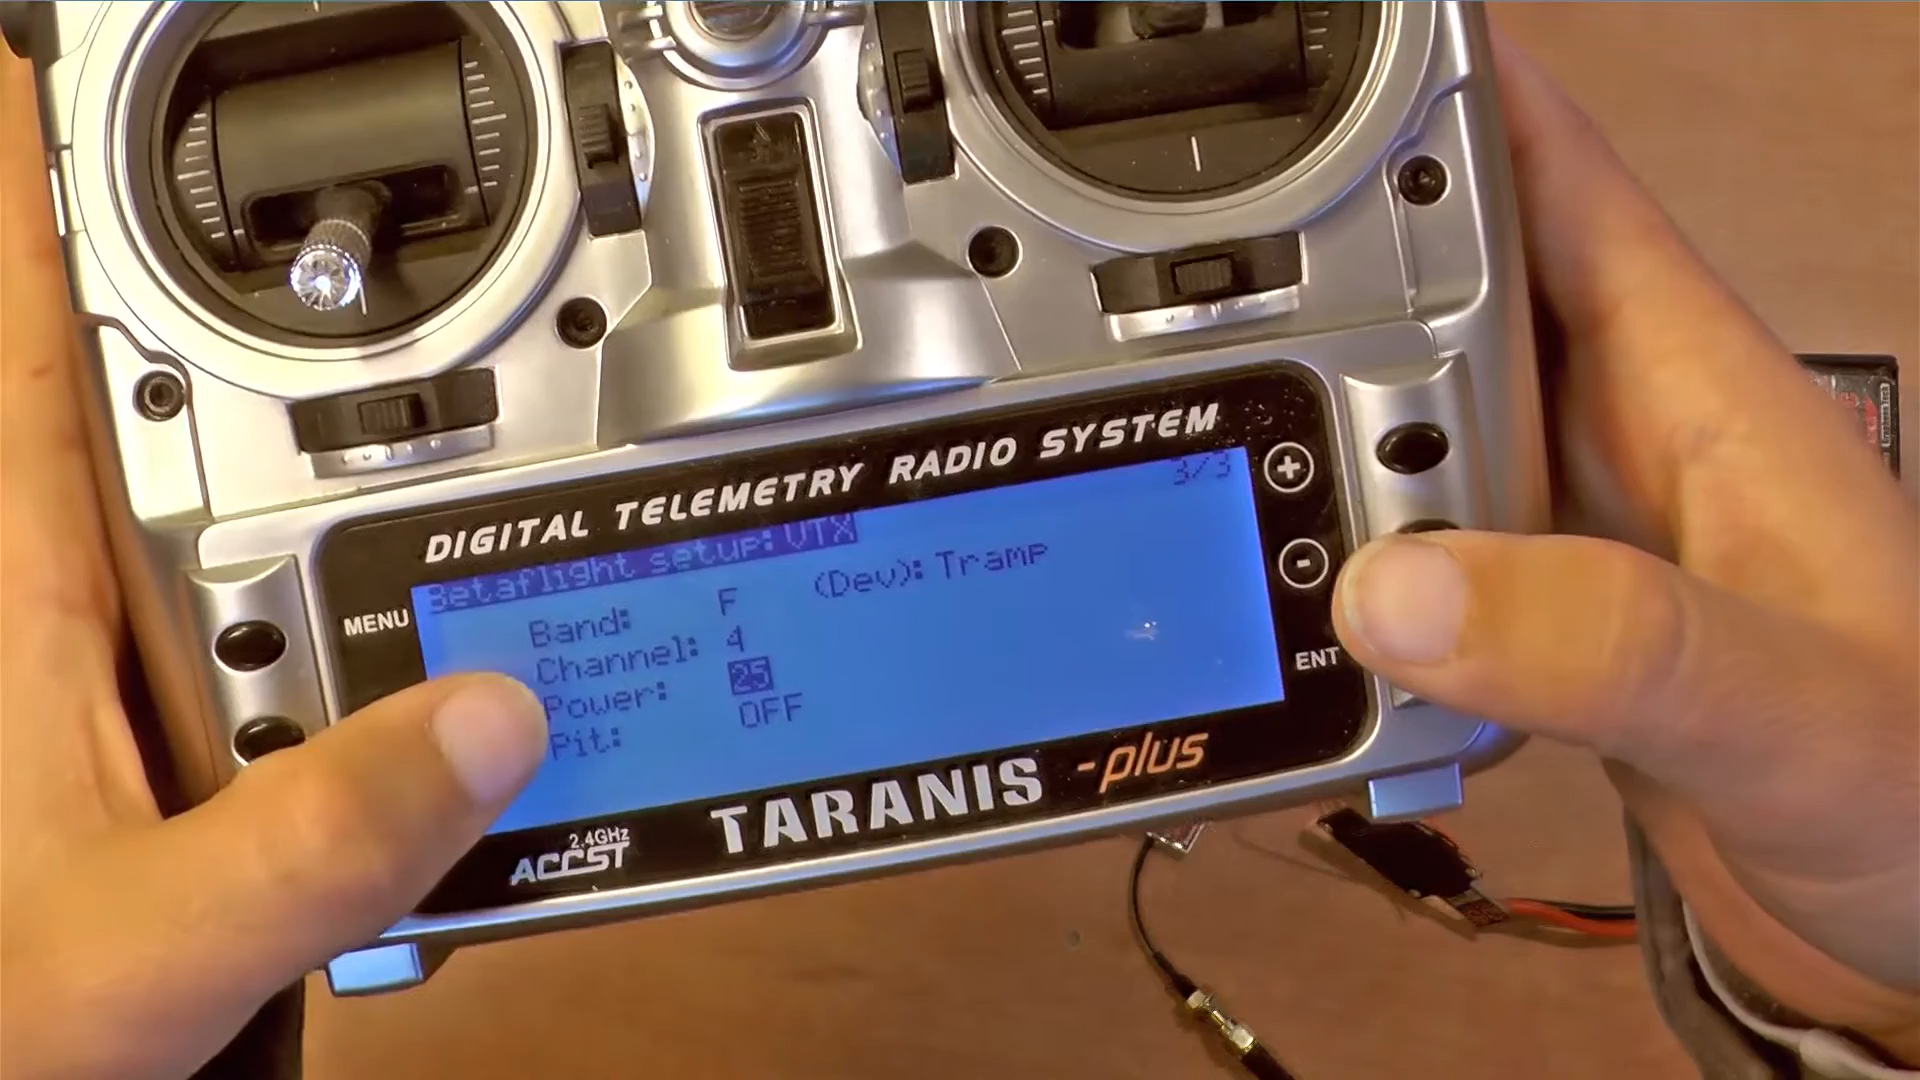 DIGITAL TELEMETRY RADIO SYSTEM
3/3
Betaflight setup: VTX
Band: F (Dev): Tramp
Channel: 4
Power: 25
Pit: OFF
MENU
+
-
ENT
2.4GHz
ACCST
TARANIS -plus